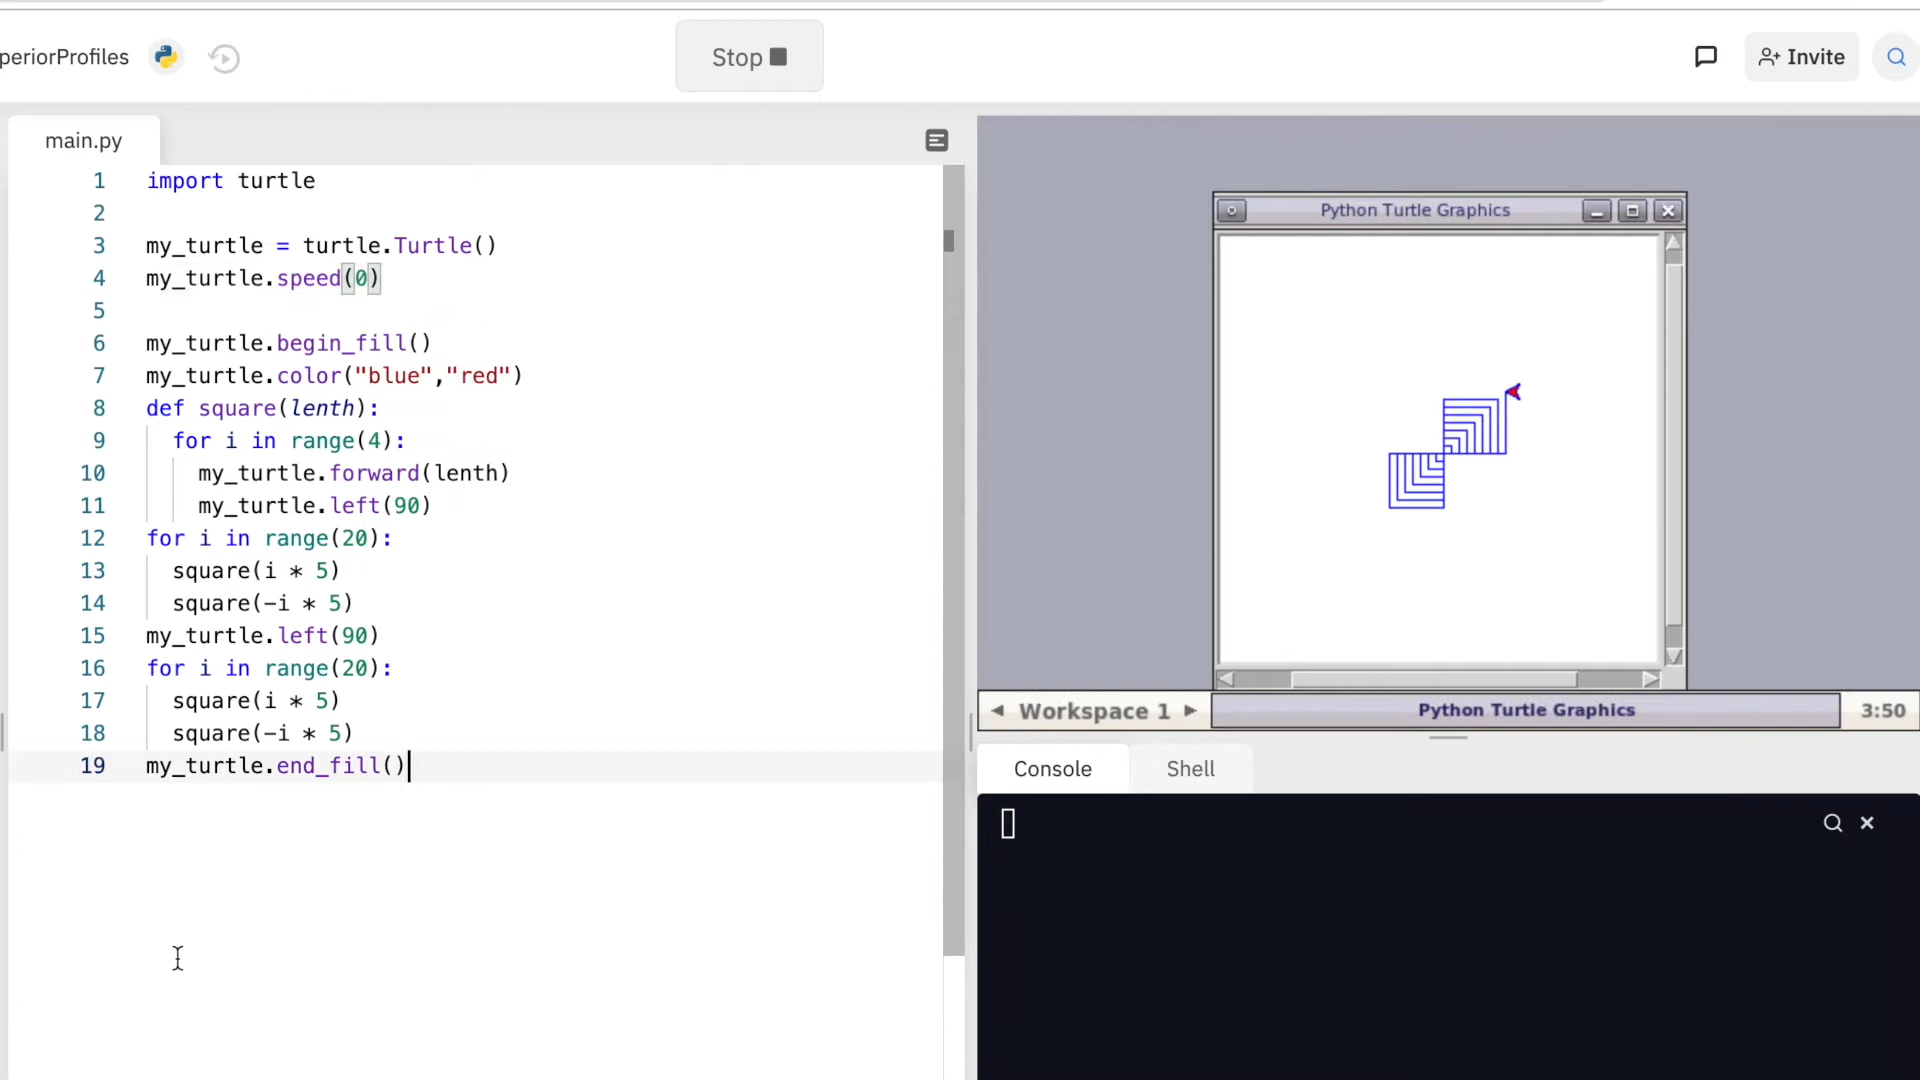 periorProfiles
Stop
Invite
main.py
1 import turtle
2
3 my_turtle = turtle.Turtle()
4 my_turtle.speed(0)
5
6 my_turtle.begin_fill()
7 my_turtle.color("blue","red")
8 def square(lenth):
9 for i in range(4):
10 my_turtle.forward(lenth)
11 my_turtle.left(90)
12 for i in range(20):
13 square(i * 5)
14 square(-i * 5)
15 my_turtle.left(90)
16 for i in range(20):
17 square(i * 5)
18 square(-i * 5)
19 my_turtle.end_fill()
Python Turtle Graphics
Workspace 1
Python Turtle Graphics
3:50
Console
Shell